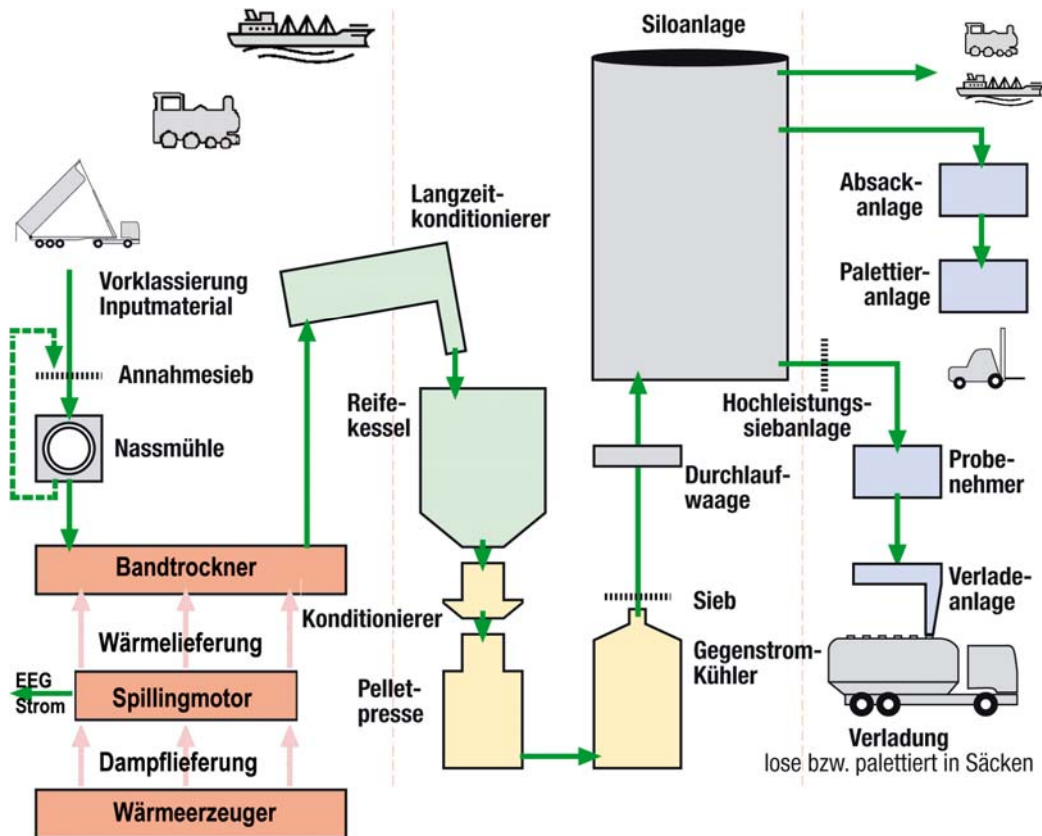 Vorklassierung
Inputmaterial
Annahmesieb
Nassmühle
Bandtrockner
Wärmelieferung
EEG
Strom
Spillingmotor
Dampflieferung
Wärmeerzeuger
Langzeit-
konditionierer
Reife-
kessel
Konditionierer
Pellet-
presse
Siloanlage
Durchlauf-
waage
Sieb
Gegenstrom-
Kühler
Absack-
anlage
Palettier-
anlage
Hochleistungs-
siebanlage
Probe-
nehmer
Verlade-
anlage
Verladung
lose bzw. palettiert in Säcken